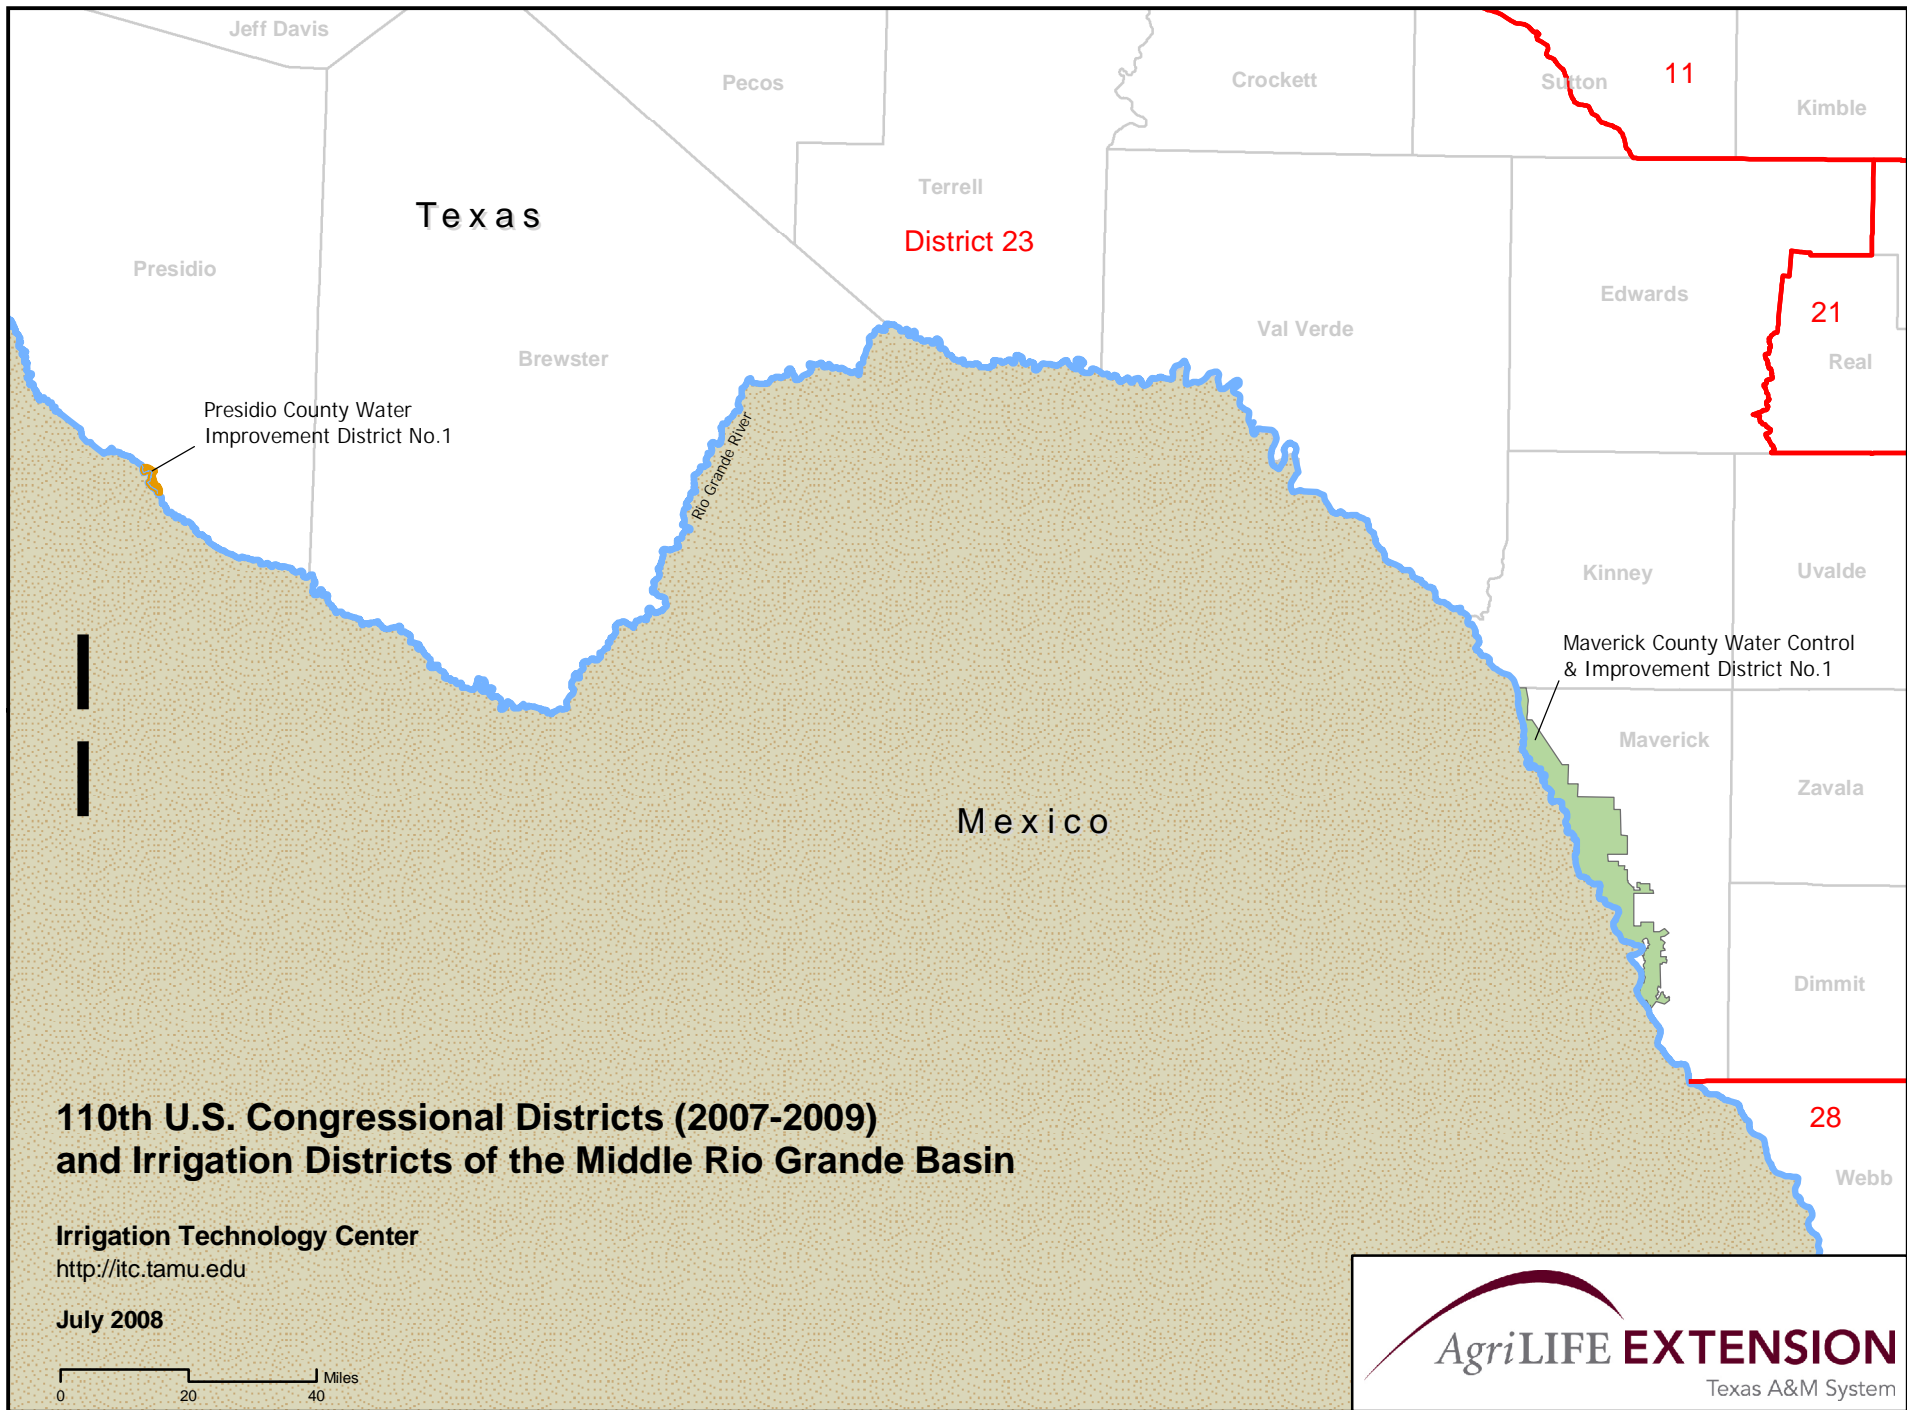 Jeff Davis
Pecos
Crockett
Sutton
11
Kimble
Texas
Terrell
District 23
Presidio
Brewster
Val Verde
Edwards
21
Real
Presidio County Water
Improvement District No.1
Rio Grande River
Kinney
Uvalde
Maverick County Water Control
& Improvement District No.1
Maverick
Zavala
Mexico
Dimmit
110th U.S. Congressional Districts (2007-2009)
and Irrigation Districts of the Middle Rio Grande Basin
28
Webb
Irrigation Technology Center
http://itc.tamu.edu
July 2008
Miles
0 20 40
AgriLIFE EXTENSION
Texas A&M System